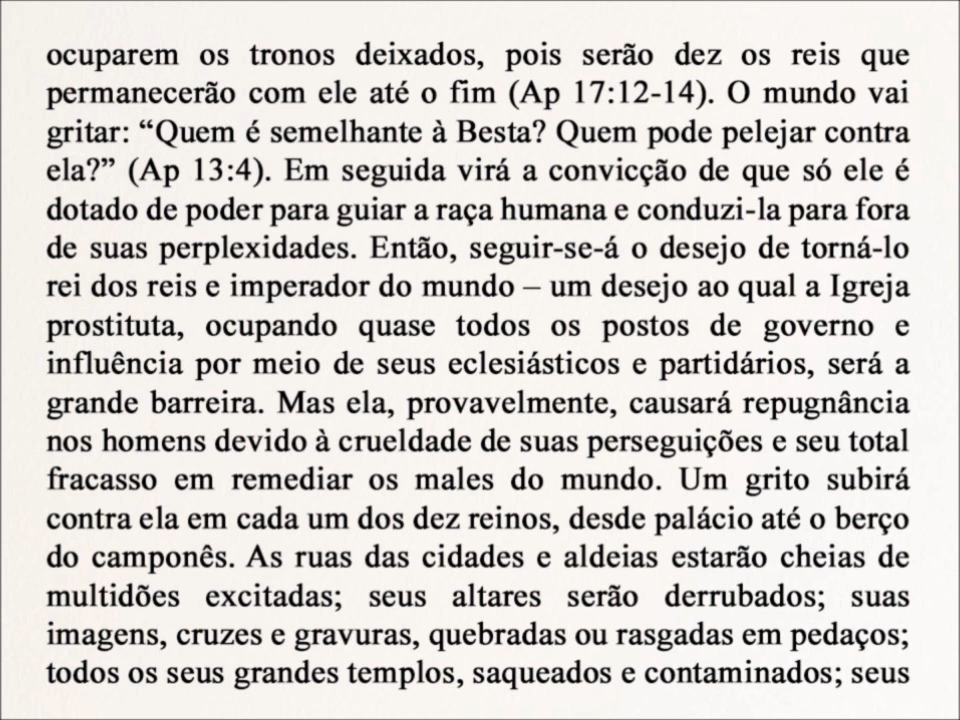 ocuparem os tronos deixados, pois serão dez os reis que
permanecerão com ele até o fim (Ap 17:12-14). O mundo vai
gritar: “Quem é semelhante à Besta? Quem pode pelejar contra
ela?” (Ap 13:4). Em seguida virá a convicção de que só ele é
dotado de poder para guiar a raça humana e conduzi-la para fora
de suas perplexidades. Então, seguir-se-á o desejo de torná-lo
rei dos reis e imperador do mundo – um desejo ao qual a Igreja
prostituta, ocupando quase todos os postos de governo e
influência por meio de seus eclesiásticos e partidários, será a
grande barreira. Mas ela, provavelmente, causará repugnância
nos homens devido à crueldade de suas perseguições e seu total
fracasso em remediar os males do mundo. Um grito subirá
contra ela em cada um dos dez reinos, desde palácio até o berço
do camponês. As ruas das cidades e aldeias estarão cheias de
multidões excitadas; seus altares serão derrubados; suas
imagens, cruzes e gravuras, quebradas ou rasgadas em pedaços;
todos os seus grandes templos, saqueados e contaminados; seus